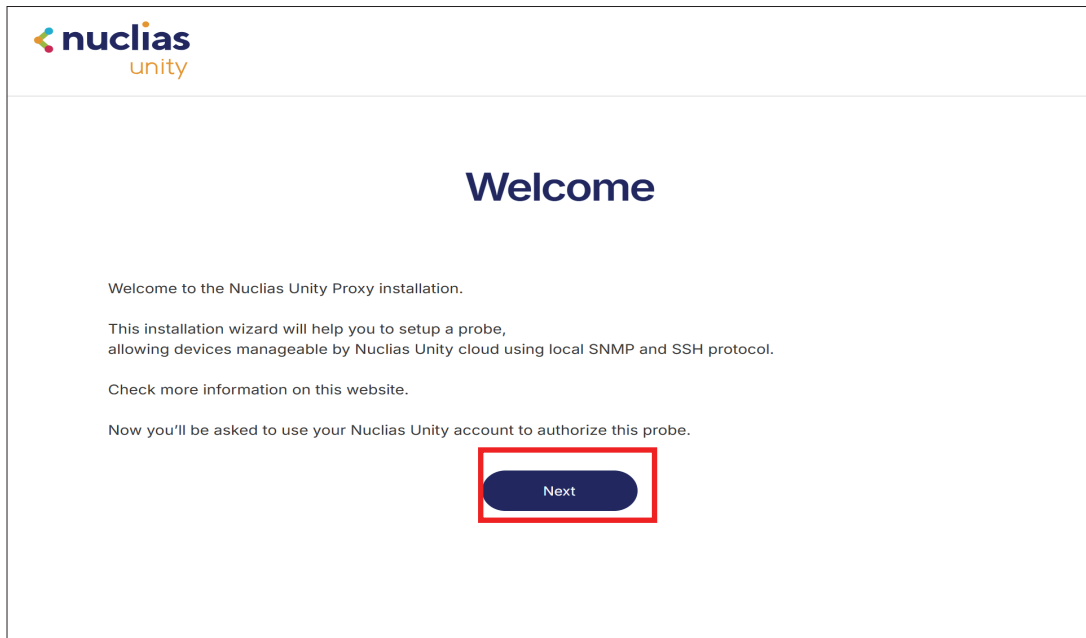 nuclias
unity
Welcome
Welcome to the Nuclias Unity Proxy installation.
This installation wizard will help you to setup a probe,
allowing devices manageable by Nuclias Unity cloud using local SNMP and SSH protocol.
Check more information on this website.
Now you'll be asked to use your Nuclias Unity account to authorize this probe.
Next